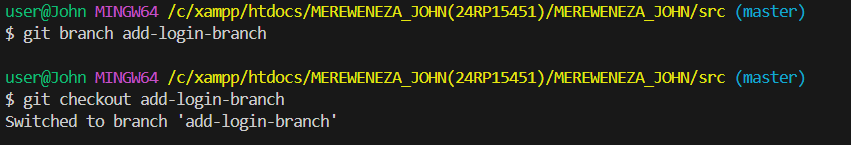 user@John MINGW64 /c/xampp/htdocs/MEREWENEZA_JOHN(24RP15451)/MEREWENEZA_JOHN/src (master)
$ git branch add-login-branch
user@John MINGW64 /c/xampp/htdocs/MEREWENEZA_JOHN(24RP15451)/MEREWENEZA_JOHN/src (master)
$ git checkout add-login-branch
Switched to branch 'add-login-branch'